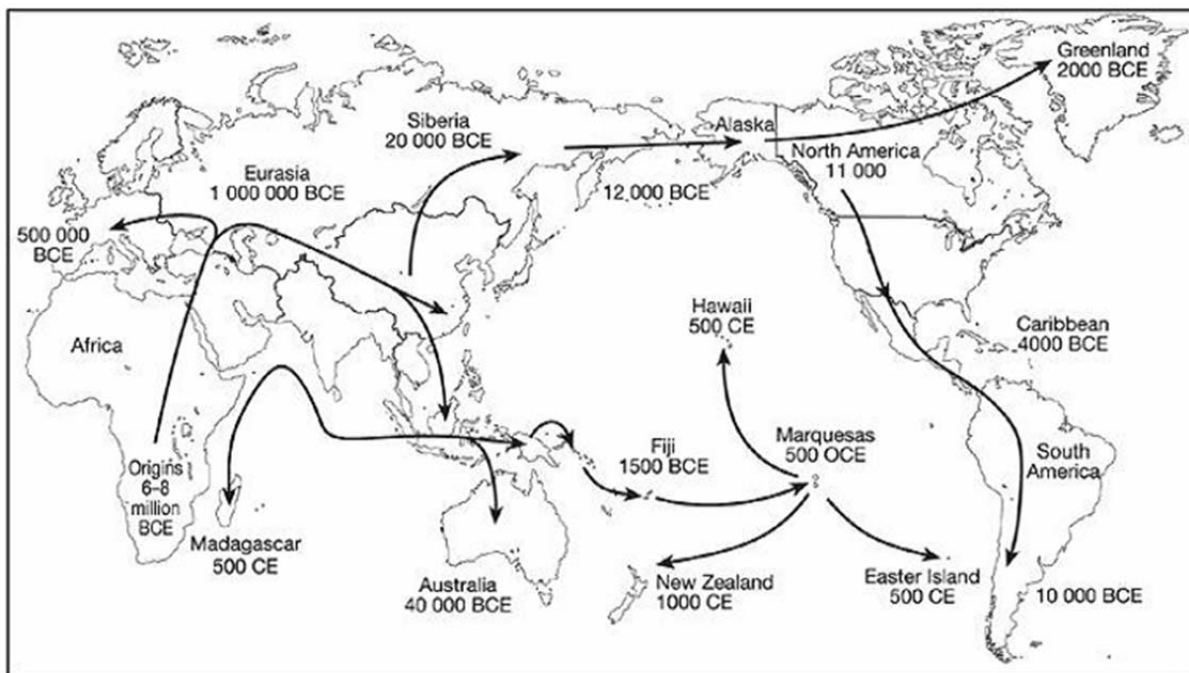 Greenland
2000 BCE
Siberia
20 000 BCE
Alaska
North America
11 000
Eurasia
1 000 000 BCE
12 000 BCE
500 000
BCE
Africa
Hawaii
500 CE
Caribbean
4000 BCE
Origins
6–8
million
BCE
Fiji
1500 BCE
Marquesas
500 OCE
South
America
Madagascar
500 CE
Australia
40 000 BCE
New Zealand
1000 CE
Easter Island
500 CE
10 000 BCE